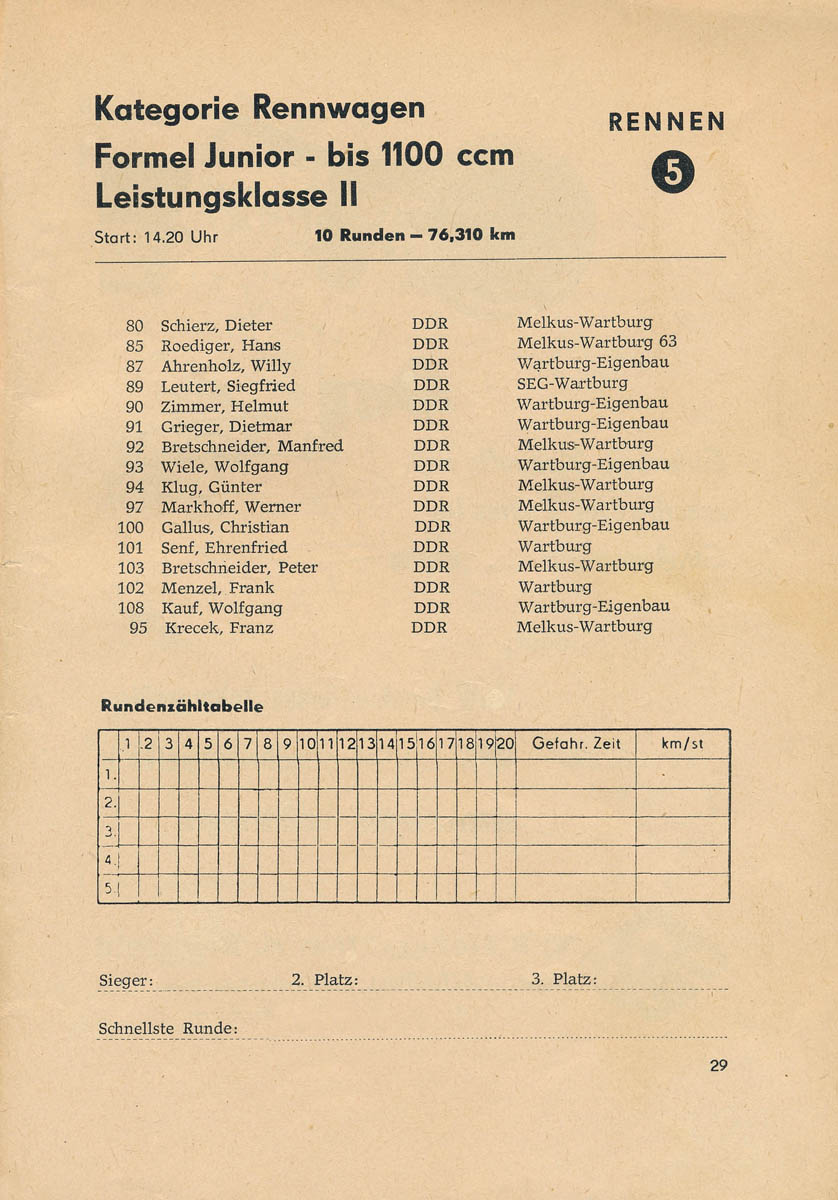 Kategorie Rennwagen
RENNEN
Formel Junior - bis 1100 ccm
5
Leistungsklasse II
Start: 14.20 Uhr 10 Runden — 76,310 km
80 Schierz, Dieter DDR Melkus-Wartburg
85 Roediger, Hans DDR Melkus-Wartburg 63
87 Ahrenholz, Willy DDR Wartburg-Eigenbau
89 Leutert, Siegfried DDR SEG-Wartburg
90 Zimmer, Helmut DDR Wartburg-Eigenbau
91 Grieger, Dietmar DDR Wartburg-Eigenbau
92 Bretschneider, Manfred DDR Melkus-Wartburg
93 Wiele, Wolfgang DDR Wartburg-Eigenbau
94 Klug, Günter DDR Melkus-Wartburg
97 Markhoff, Werner DDR Melkus-Wartburg
100 Gallus, Christian DDR Wartburg-Eigenbau
101 Senf, Ehrenfried DDR Wartburg
103 Bretschneider, Peter DDR Melkus-Wartburg
102 Menzel, Frank DDR Wartburg
108 Kauf, Wolfgang DDR Wartburg-Eigenbau
95 Krecek, Franz DDR Melkus-Wartburg
Rundenzähltabelle
1 2 3 4 5 6 7 8 9 10 11 12 13 14 15 16 17 18 19 20 Gefahr. Zeit km/st
1.
2.
3.
4.
5.
Sieger: 2. Platz: 3. Platz:
Schnellste Runde:
29